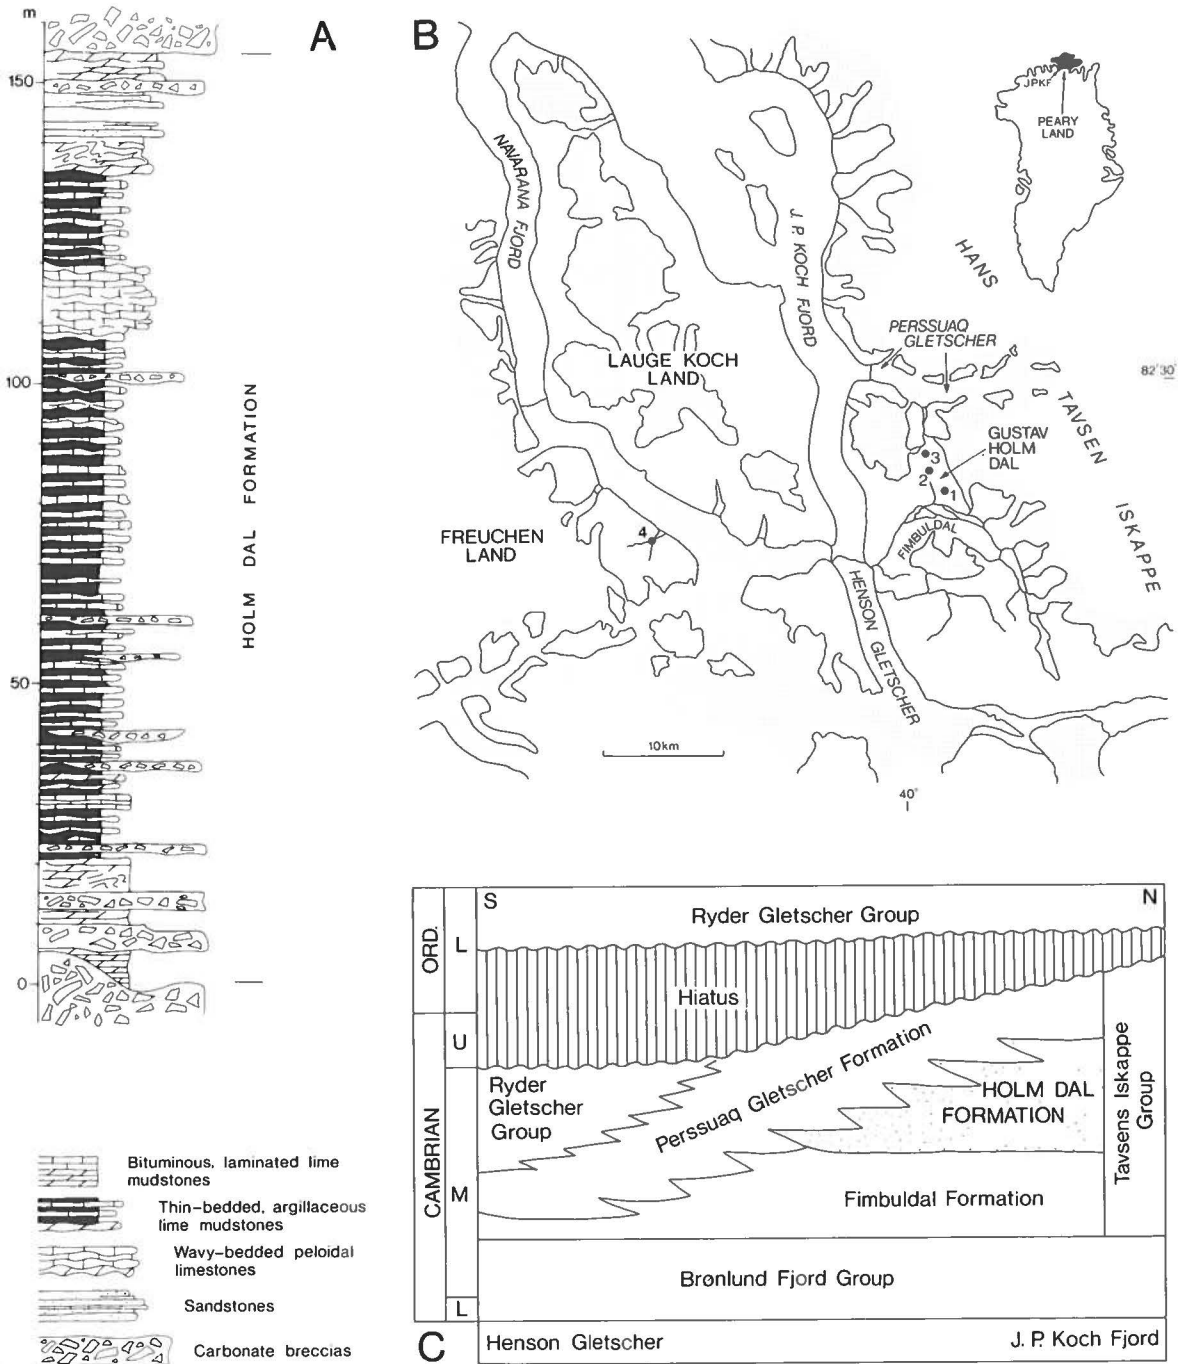 m
A
150
100
50
0
HOLM DAL FORMATION
Bituminous, laminated lime
mudstones
Thin-bedded, argillaceous
lime mudstones
Wavy-bedded peloidal
limestones
Sandstones
Carbonate breccias
B
NAVARANA FJORD
J. P. KOCH FJORD
JPKF
PEARY
LAND
HANS
TAVSEN
ISKAPPE
PERSSUAQ
GLETSCHER
82°30'
LAUGE KOCH
LAND
GUSTAV
HOLM
DAL
3
2
1
FIMBULDAL
FREUCHEN
LAND
4
HENSON GLETSCHER
10km
40°
S
N
ORD.
L
Ryder Gletscher Group
Hiatus
CAMBRIAN
U
M
L
Ryder
Gletscher
Group
Perssuaq Gletscher Formation
HOLM DAL
FORMATION
Fimbuldal Formation
Tavsens Iskappe
Group
Brønlund Fjord Group
C
Henson Gletscher
J. P. Koch Fjord